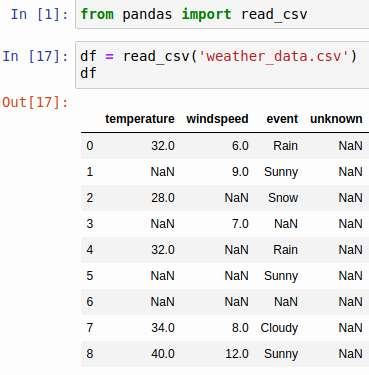 In [1]: from pandas import read_csv
In [17]: df = read_csv('weather_data.csv')
df
Out[17]:
temperature windspeed event unknown
0 32.0 6.0 Rain NaN
1 NaN 9.0 Sunny NaN
2 28.0 NaN Snow NaN
3 NaN 7.0 NaN NaN
4 32.0 NaN Rain NaN
5 NaN NaN Sunny NaN
6 NaN NaN NaN NaN
7 34.0 8.0 Cloudy NaN
8 40.0 12.0 Sunny NaN